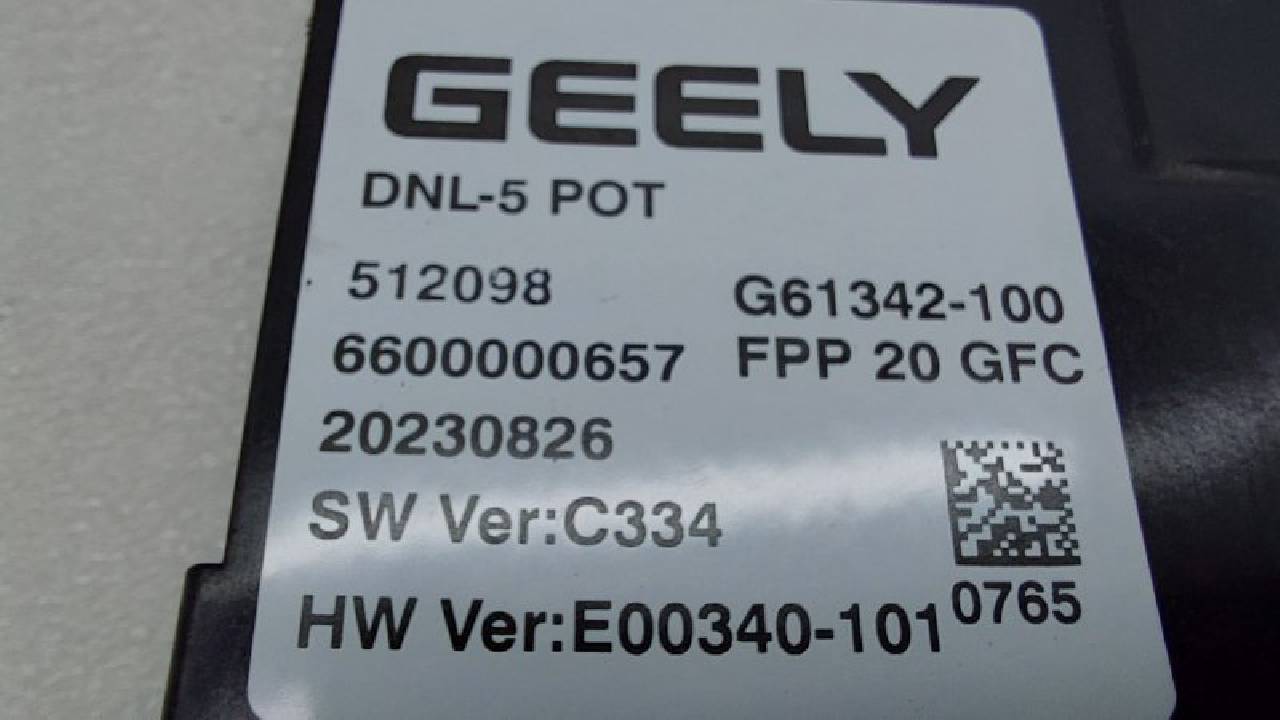 GEELY
DNL-5 POT
512098 G61342-100
6600000657 FPP 20 GFC
20230826
SW Ver:C334
HW Ver:E00340-101 0765